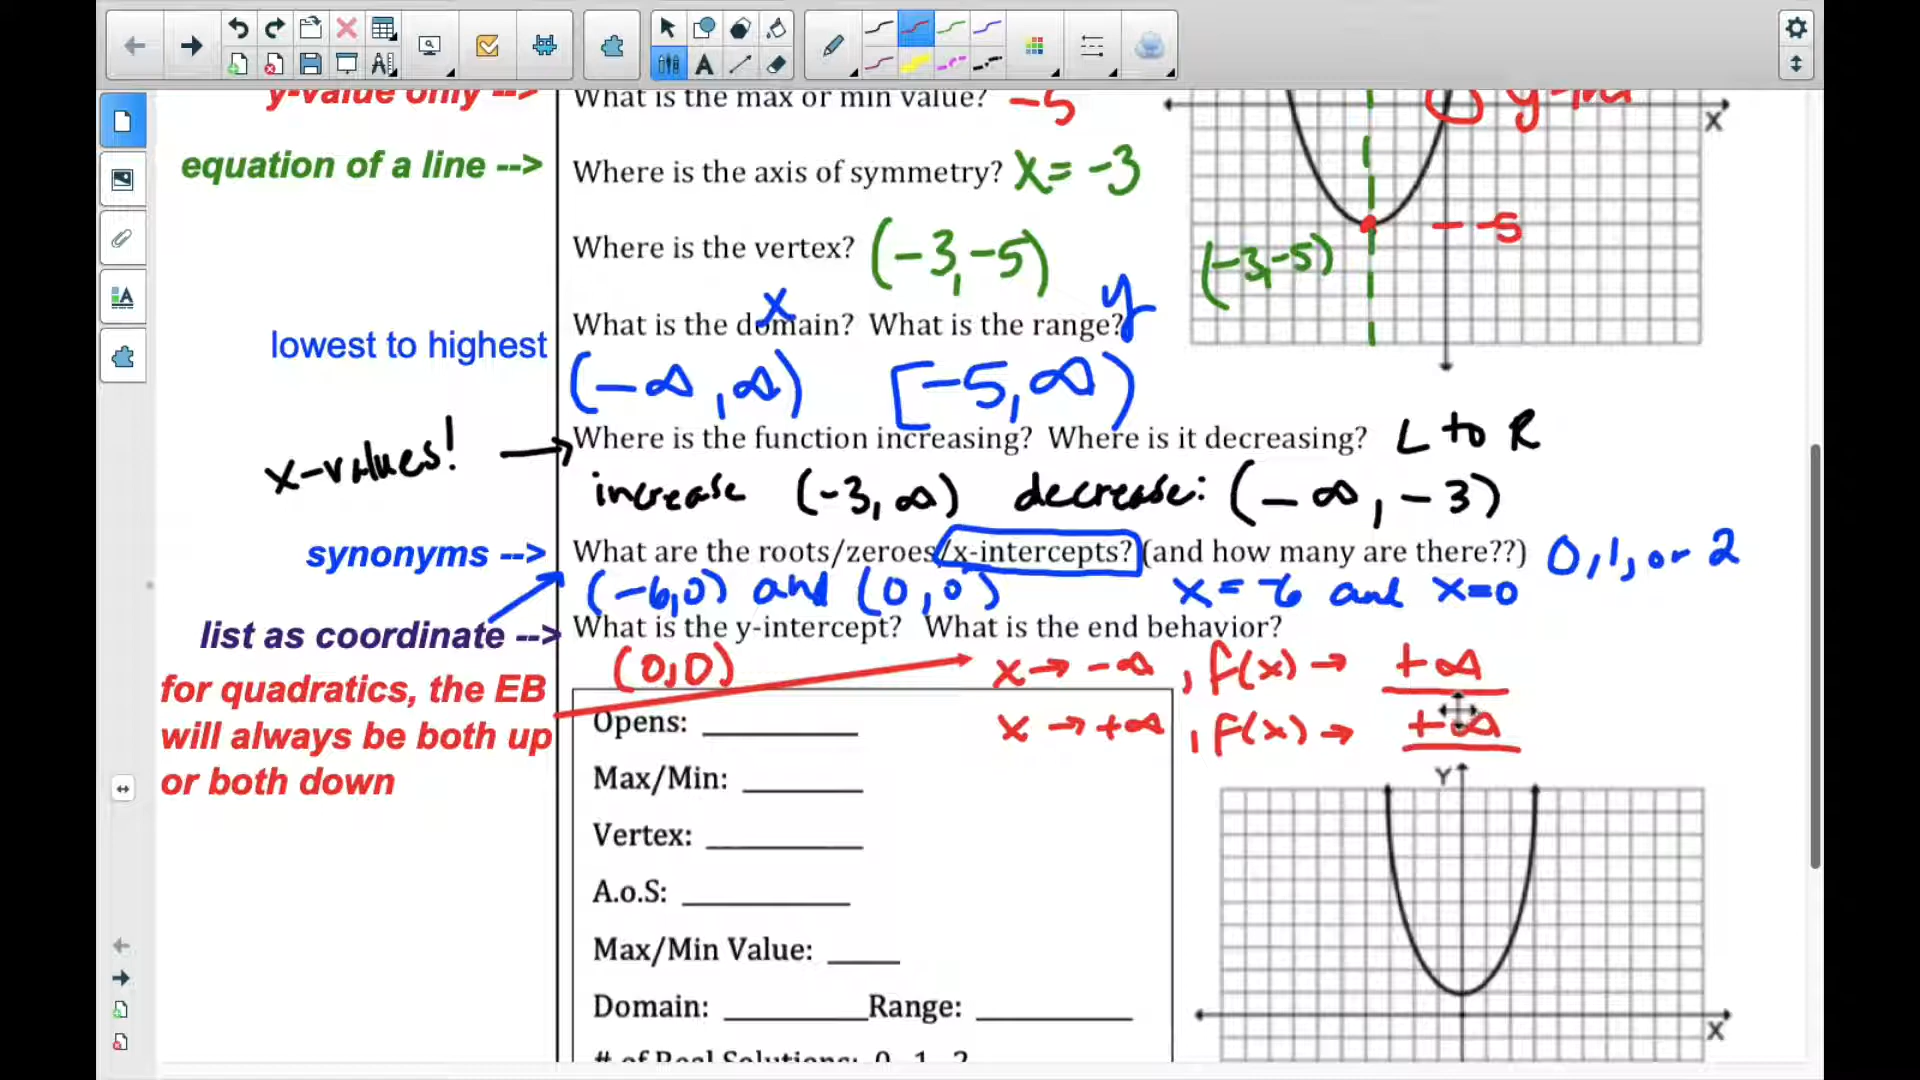 y-value only --> What is the max or min value? -5
X
equation of a line --> Where is the axis of symmetry? x = -3
Where is the vertex? (-3, -5)
(-3,-5) -5
x y
lowest to highest What is the domain? What is the range?
(-∞, ∞) [-5, ∞)
x-values! Where is the function increasing? Where is it decreasing? L to R
increase (-3, ∞) decrease: (-∞, -3)
synonyms --> What are the roots/zeroes/x-intercepts? (and how many are there??) 0, 1, or 2
(-6,0) and (0,0) x = -6 and x=0
list as coordinate --> What is the y-intercept? What is the end behavior?
(0,0) x → -∞, f(x) → +∞
for quadratics, the EB
will always be both up
or both down
x → +∞, f(x) → +∞
Opens:
Max/Min:
Vertex:
A.o.S:
Max/Min Value:
Domain: Range:
# of Real Solutions: 0 1 2
Y
X